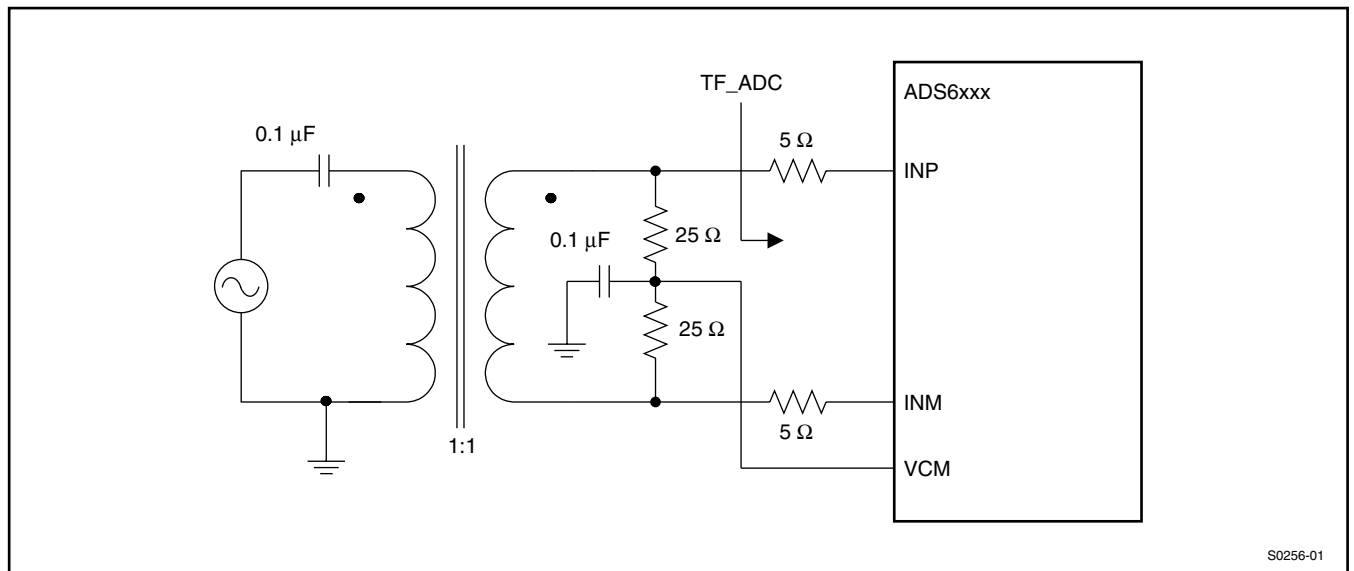 TF_ADC
ADS6xxx
0.1 µF
5 Ω
INP
0.1 µF
25 Ω
25 Ω
INM
5 Ω
1:1
VCM
S0256-01